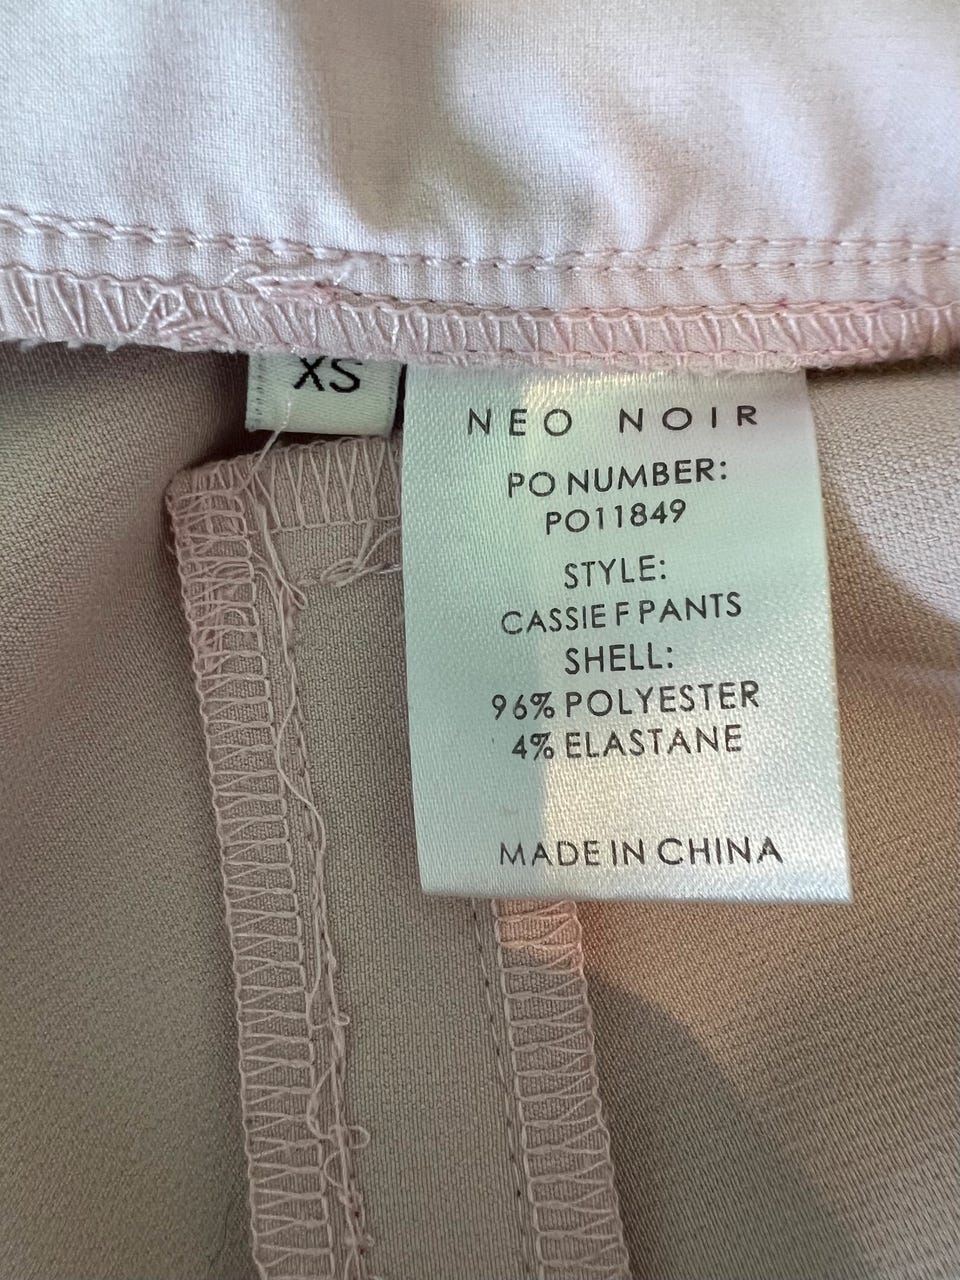 XS
NEO NOIR
PO NUMBER:
PO11849
STYLE:
CASSIE F PANTS
SHELL:
96% POLYESTER
4% ELASTANE
MADE IN CHINA